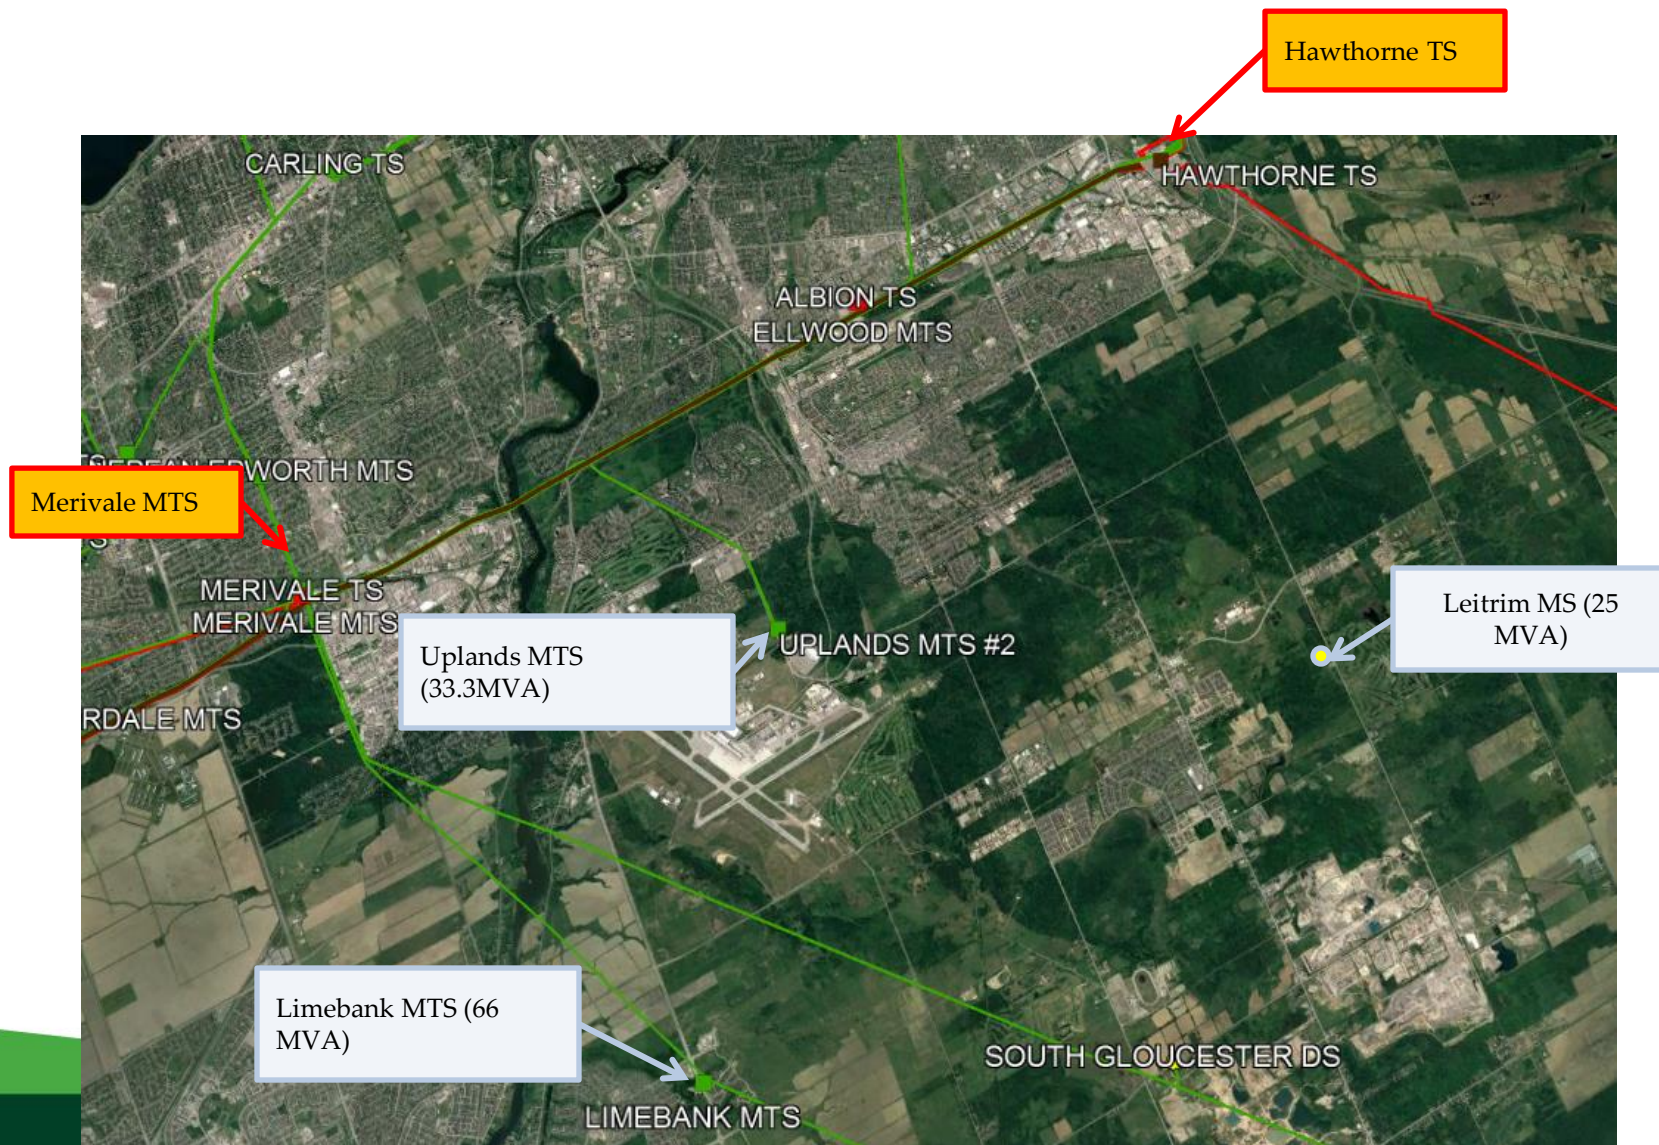 Hawthorne TS
CARLING TS
HAWTHORNE TS
ALBION TS
ELLWOOD MTS
EPWORTH MTS
Merivale MTS
MERIVALE TS
MERIVALE MTS
Leitrim MS (25
MVA)
Uplands MTS
(33.3MVA)
UPLANDS MTS #2
RDALE MTS
Limebank MTS (66
MVA)
SOUTH GLOUCESTER DS
LIMEBANK MTS